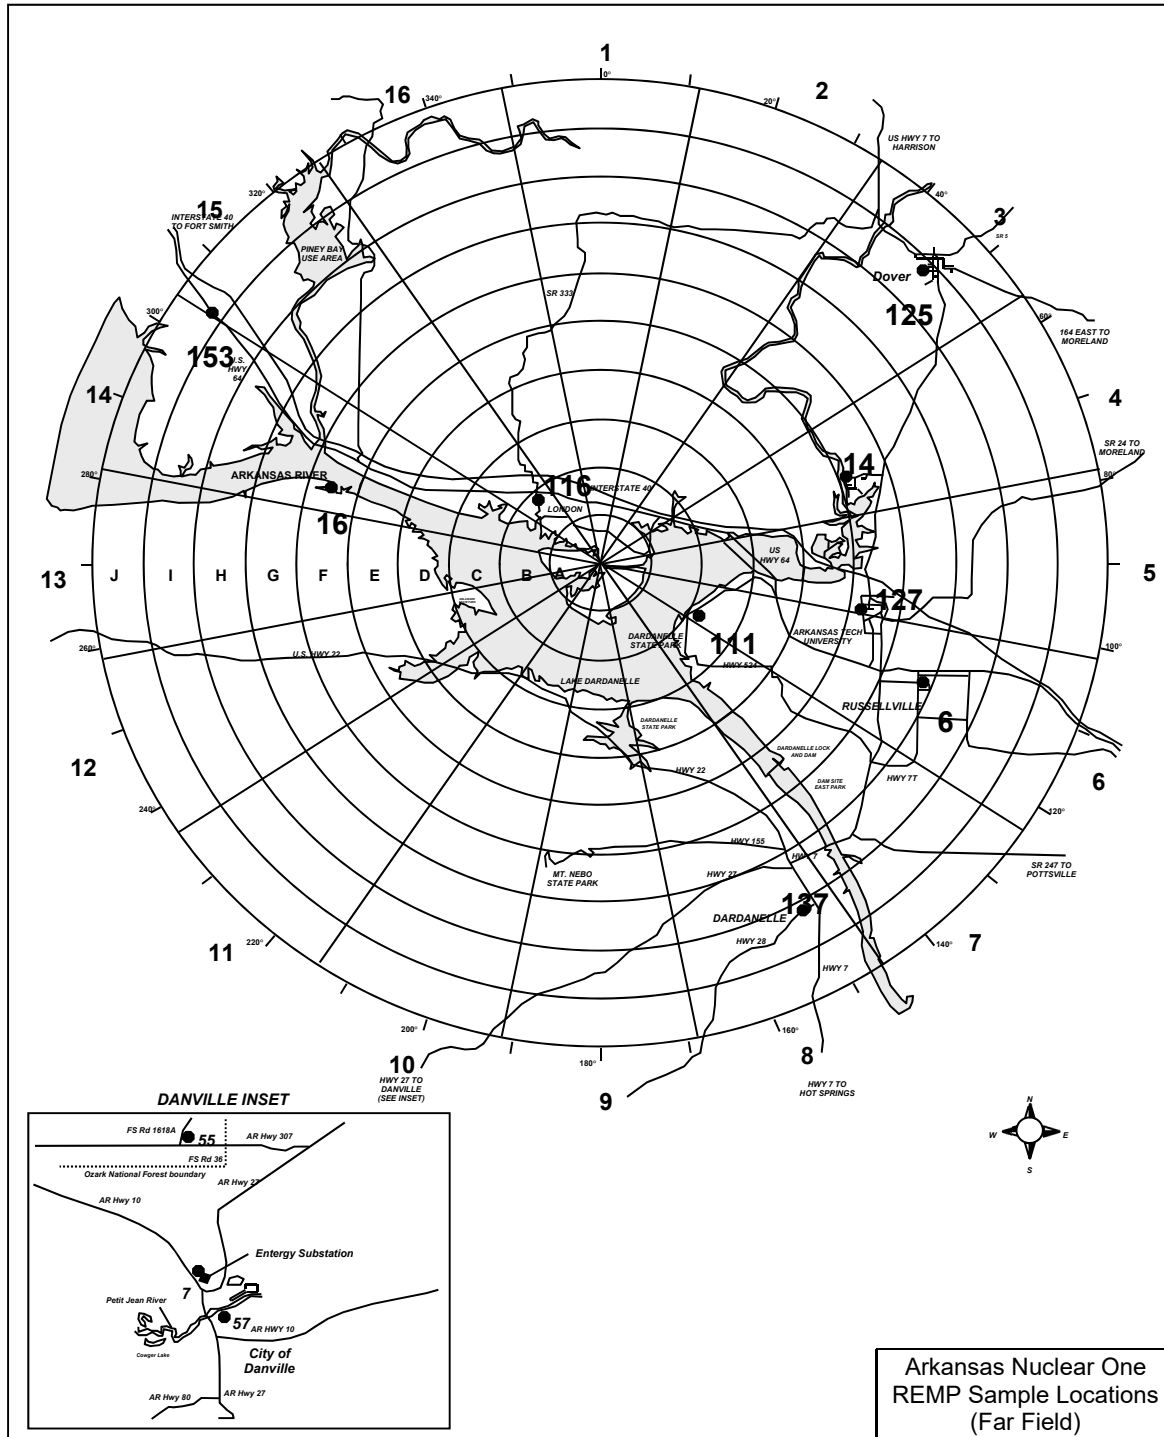 1
0°
16
340°
20°
2
US HWY 7 TO
HARRISON
320°
40°
15
INTERSTATE 40
TO FORT SMITH
3
SR 5
PINEY BAY
USE AREA
Dover
SR 333
300°
125
60°
164 EAST TO
MORELAND
153
U.S.
HWY
64
14
4
SR 24 TO
MORELAND
280°
ARKANSAS RIVER
14
80°
116
INTERSTATE 40
LONDON
16
US
HWY 64
13
J
I
H
G
F
E
D
C
B
A
5
127
ARKANSAS TECH
UNIVERSITY
DARDANELLE
STATE PARK
111
HWY 524
260°
100°
U.S. HWY 22
LAKE DARDANELLE
RUSSELLVILLE
6
DARDANELLE
STATE PARK
DARDANELLE LOCK
AND DAM
12
HWY 22
HWY 7T
DAM SITE
EAST PARK
6
240°
120°
HWY 155
HWY 7
MT. NEBO
STATE PARK
HWY 27
SR 247 TO
POTTSVILLE
137
DARDANELLE
11
220°
HWY 28
140°
7
HWY 7
200°
160°
180°
10
8
HWY 27 TO
DANVILLE
(SEE INSET)
9
HWY 7 TO
HOT SPRINGS
N
W
E
S
DANVILLE INSET
FS Rd 1618A
55
AR Hwy 307
FS Rd 36
Ozark National Forest boundary
AR Hwy 27
AR Hwy 10
Entergy Substation
7
Petit Jean River
57
AR HWY 10
Cowger Lake
City of
Danville
AR Hwy 80
AR Hwy 27
Arkansas Nuclear One
REMP Sample Locations
(Far Field)